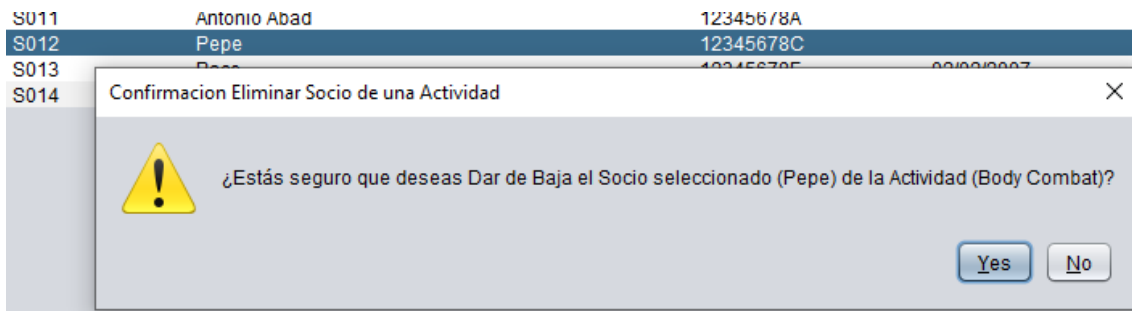 S011 Antonio Abad 12345678A
S012 Pepe 12345678C
S013
S014 Confirmacion Eliminar Socio de una Actividad
¿Estás seguro que deseas Dar de Baja el Socio seleccionado (Pepe) de la Actividad (Body Combat)?
Yes No